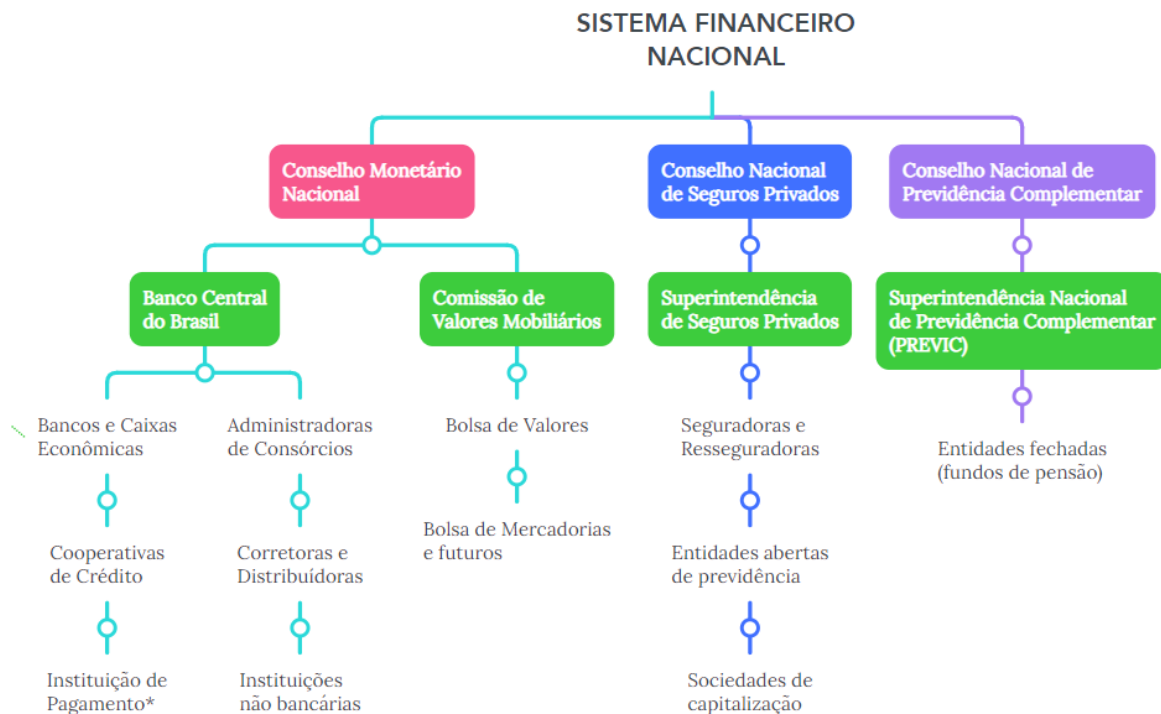 SISTEMA FINANCEIRO
NACIONAL
Conselho Monetário
Nacional
Conselho Nacional
de Seguros Privados
Conselho Nacional de
Previdência Complementar
Banco Central
do Brasil
Comissão de
Valores Mobiliários
Superintendência
de Seguros Privados
Superintendência Nacional
de Previdência Complementar
(PREVIC)
Bancos e Caixas
Econômicas
Administradoras
de Consórcios
Bolsa de Valores
Seguradoras e
Resseguradoras
Entidades fechadas
(fundos de pensão)
Cooperativas
de Crédito
Corretoras e
Distribuídoras
Bolsa de Mercadorias
e futuros
Entidades abertas
de previdência
Instituição de
Pagamento*
Instituições
não bancárias
Sociedades de
capitalização